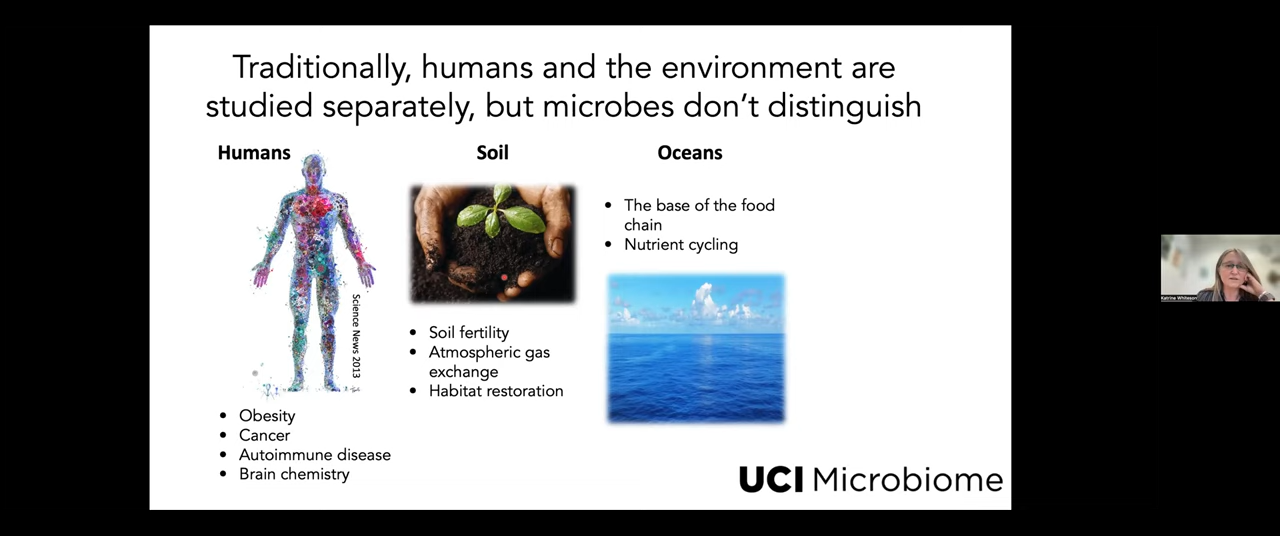 Traditionally, humans and the environment are
studied separately, but microbes don't distinguish
Humans
Science News 2013
• Obesity
• Cancer
• Autoimmune disease
• Brain chemistry
Soil
• Soil fertility
• Atmospheric gas
exchange
• Habitat restoration
Oceans
• The base of the food
chain
• Nutrient cycling
UCI Microbiome
Katrine Whiteson